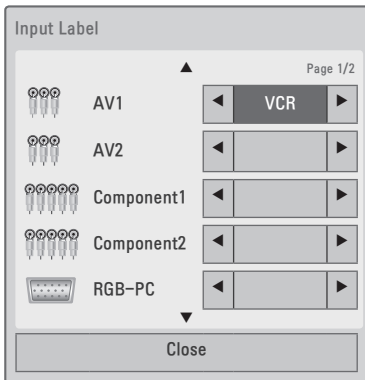 Input Label
Page 1/2
AV1 VCR
AV2
Component1
Component2
RGB-PC
Close